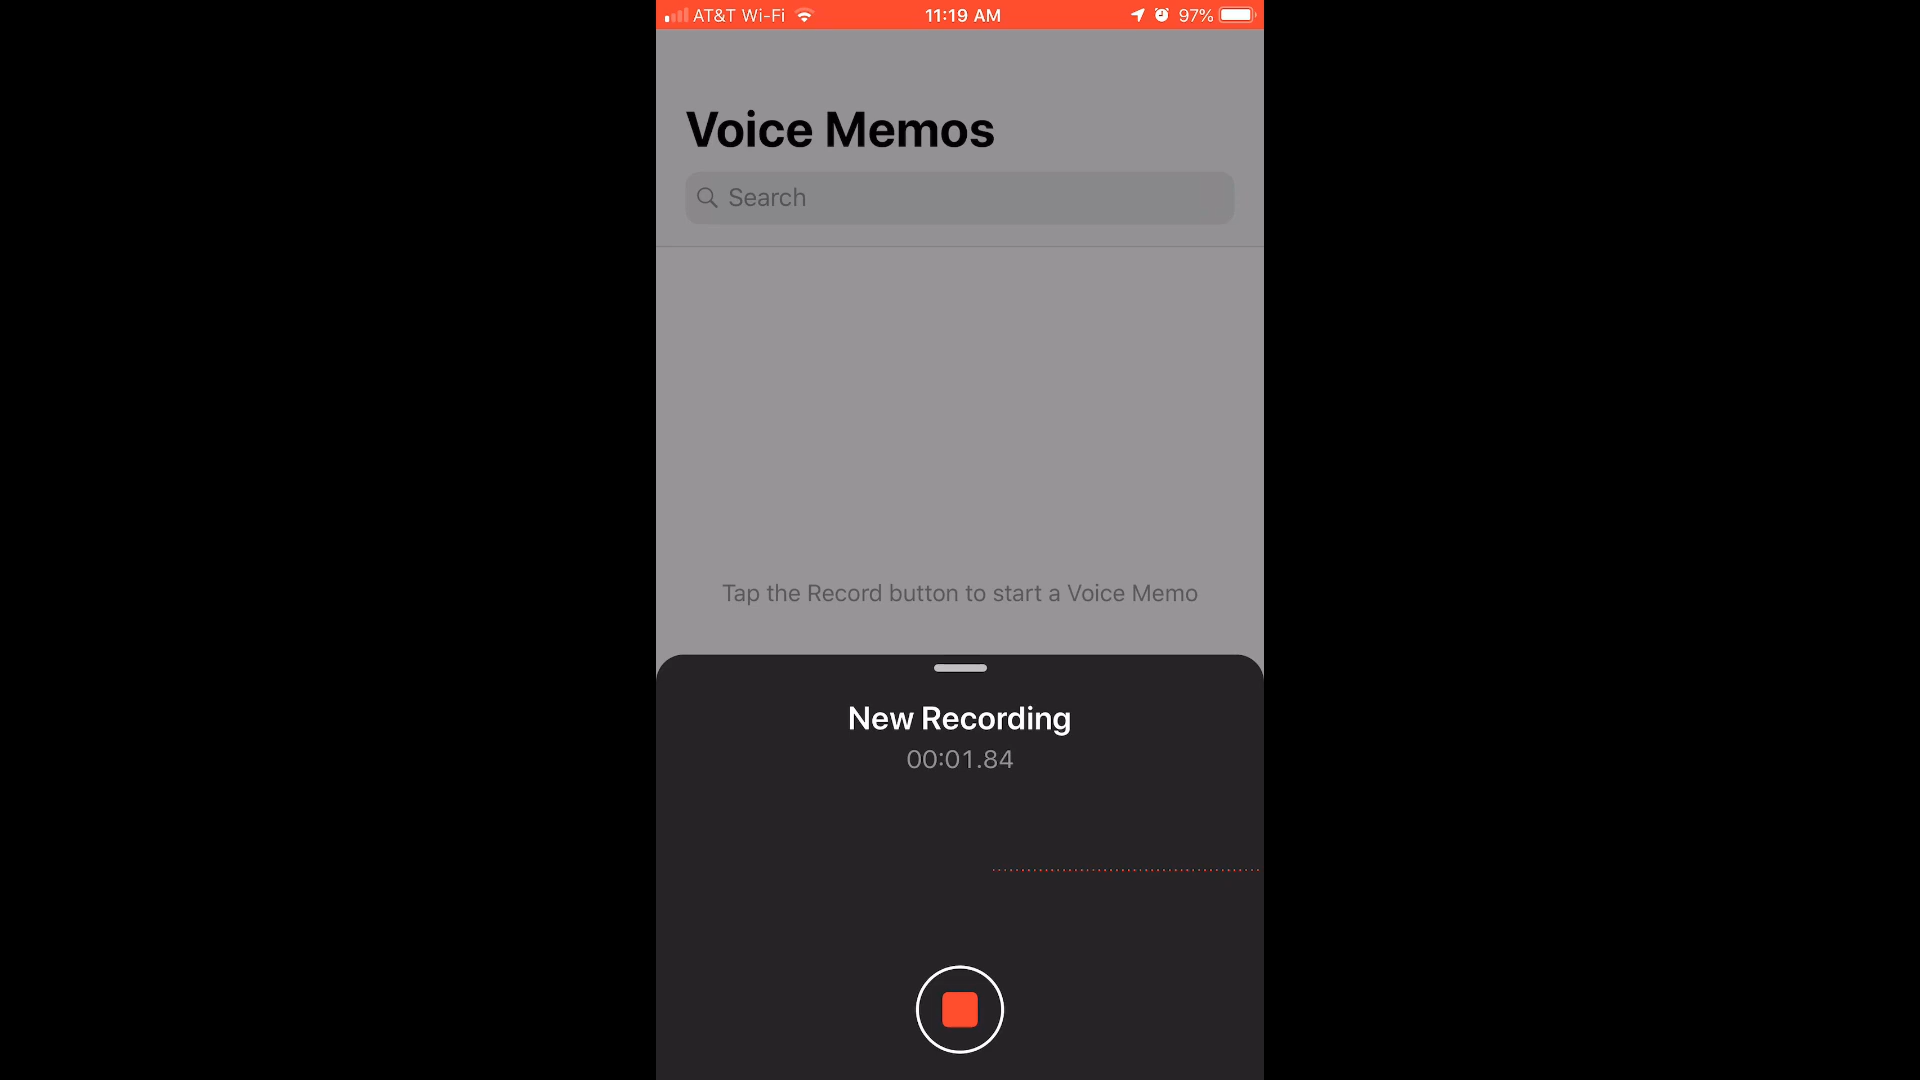 AT&T Wi-Fi 11:19 AM 97%
Voice Memos
Search
Tap the Record button to start a Voice Memo
New Recording
00:01.84